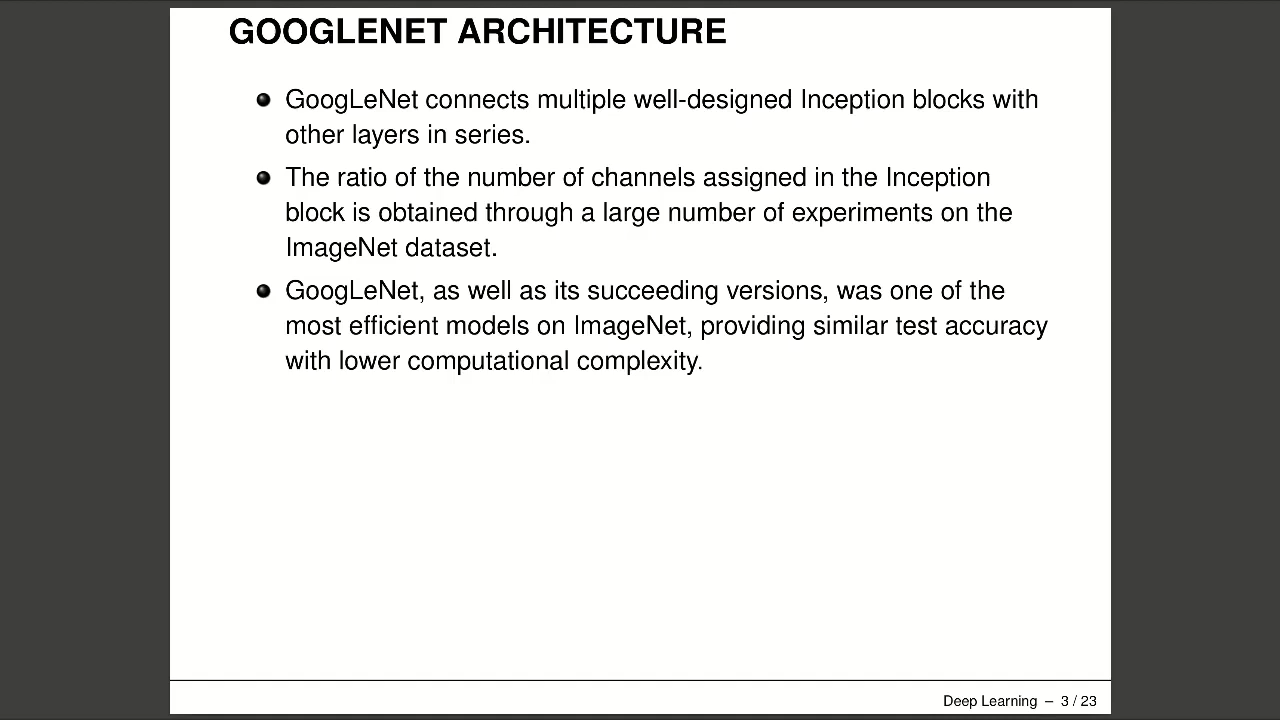 GOOGLENET ARCHITECTURE
GoogLeNet connects multiple well-designed Inception blocks with
other layers in series.
The ratio of the number of channels assigned in the Inception
block is obtained through a large number of experiments on the
ImageNet dataset.
GoogLeNet, as well as its succeeding versions, was one of the
most efficient models on ImageNet, providing similar test accuracy
with lower computational complexity.
Deep Learning – 3 / 23